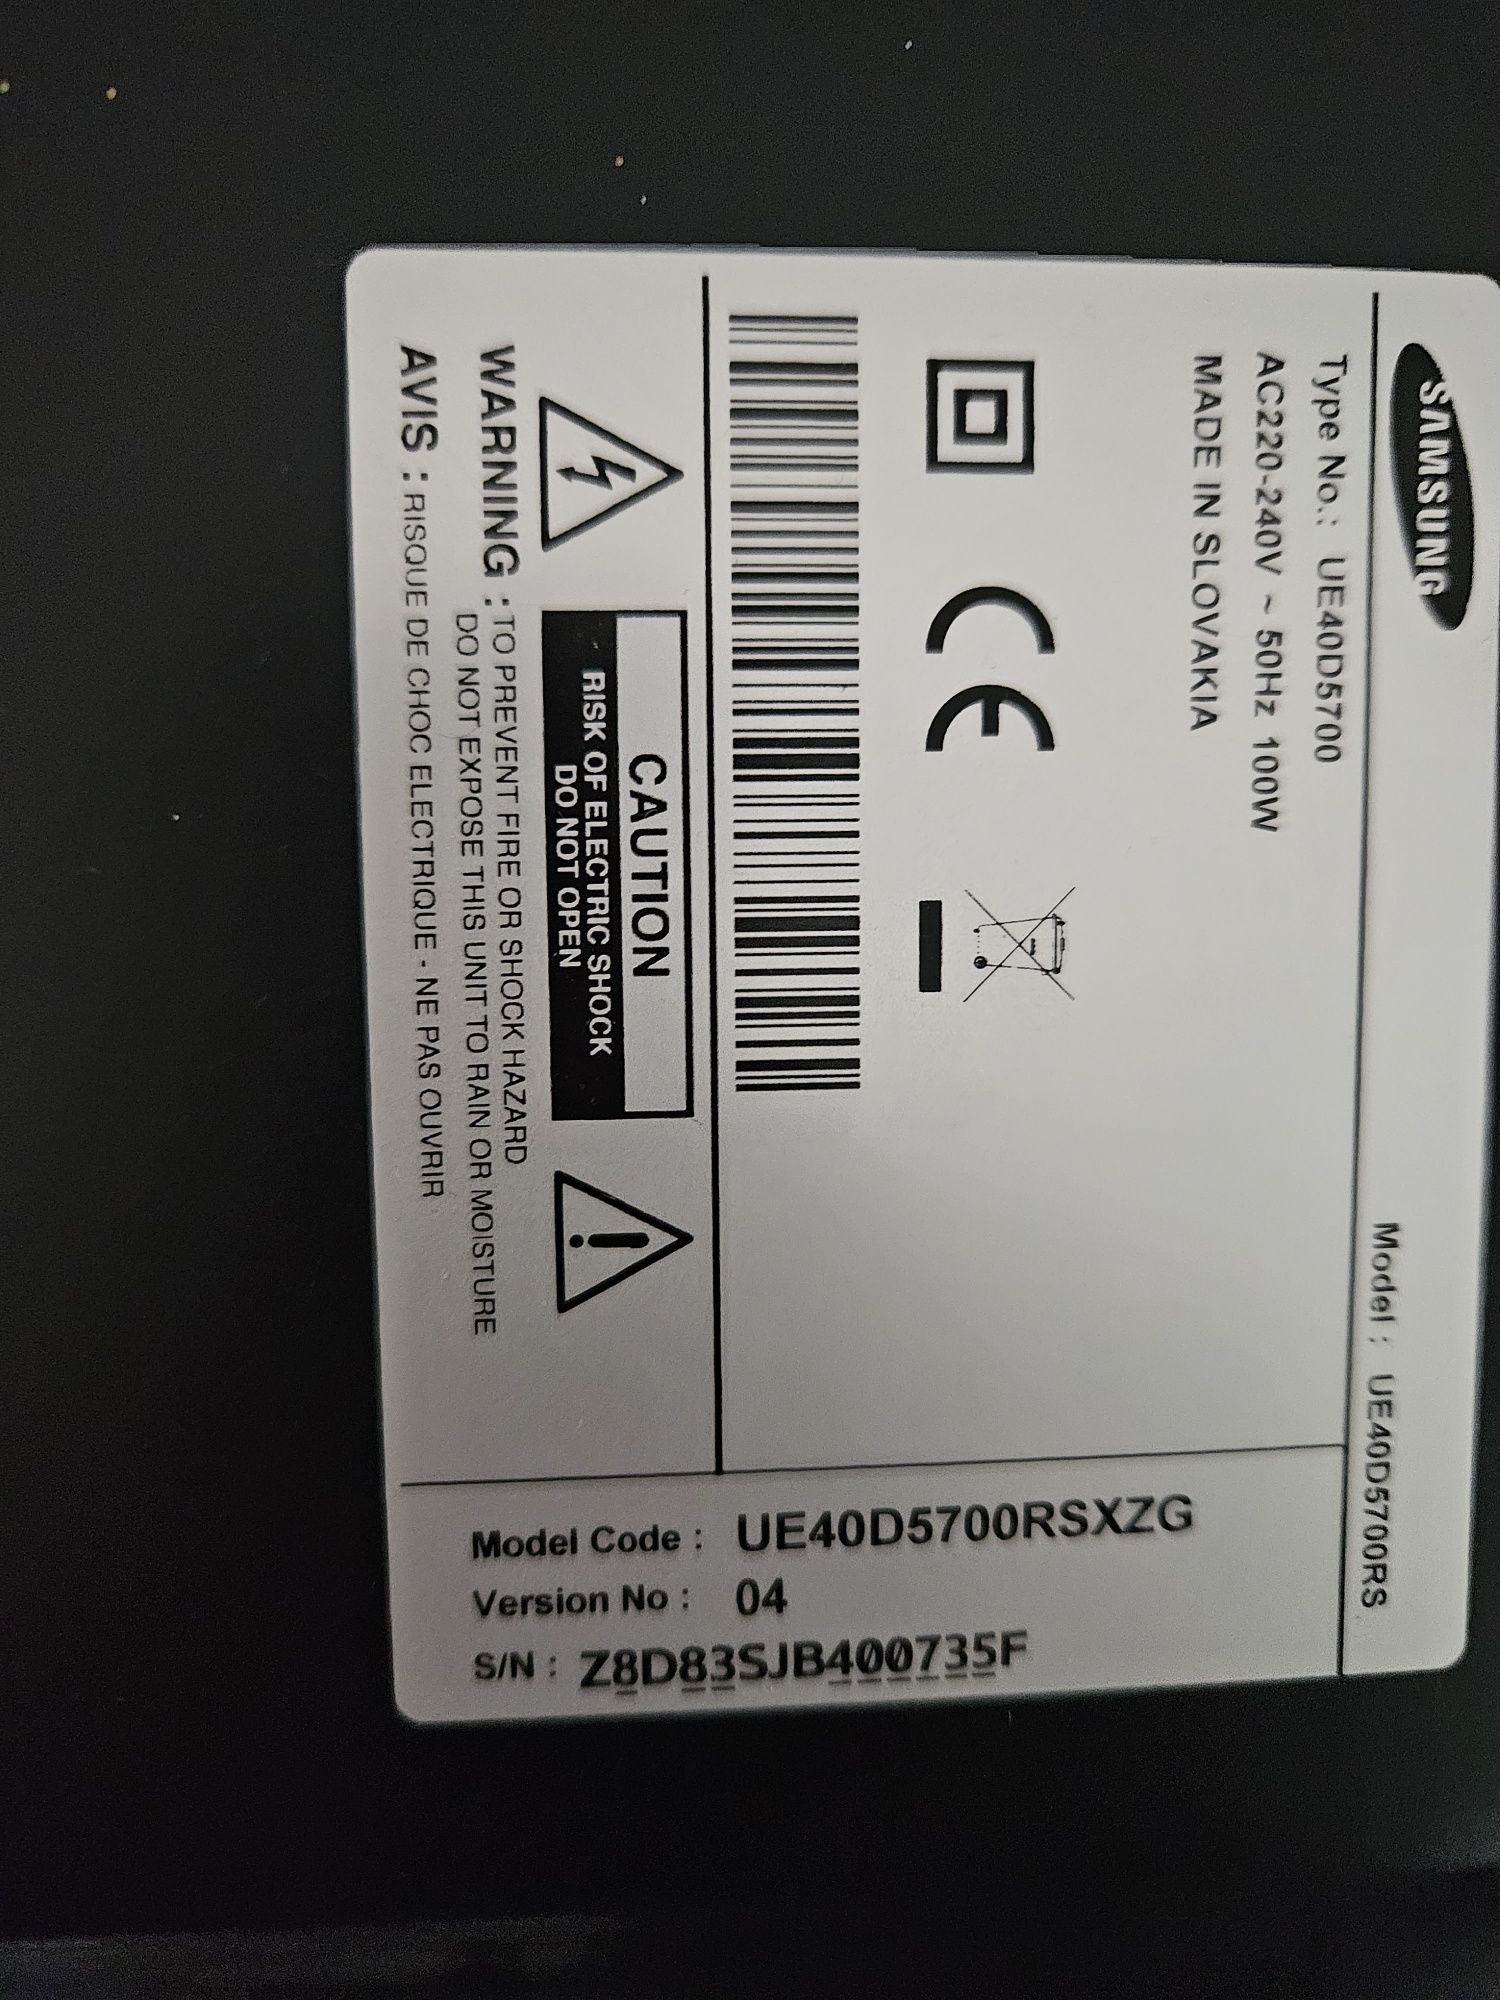 SAMSUNG
Model : UE40D5700RS
Type No.: UE40D5700
AC220-240V ~ 50Hz 100W
MADE IN SLOVAKIA
CE
CAUTION
RISK OF ELECTRIC SHOCK
DO NOT OPEN
WARNING : TO PREVENT FIRE OR SHOCK HAZARD
DO NOT EXPOSE THIS UNIT TO RAIN OR MOISTURE
AVIS : RISQUE DE CHOC ELECTRIQUE - NE PAS OUVRIR
Model Code : UE40D5700RSXZG
Version No : 04
S/N : Z8D83SJB400735F